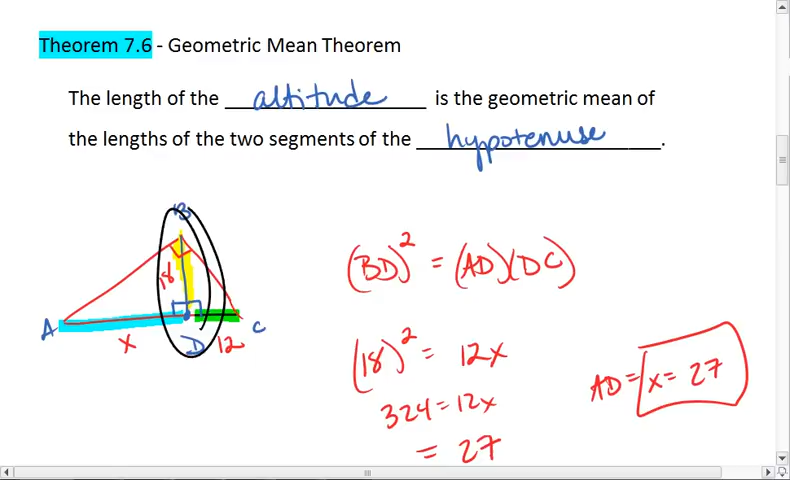 Theorem 7.6 - Geometric Mean Theorem
The length of the altitude is the geometric mean of
the lengths of the two segments of the hypotenuse.
B
18
A
x
D
12
C
(BD)² = (AD)(DC)
(18)² = 12x
324 = 12x
= 27
AD = x = 27